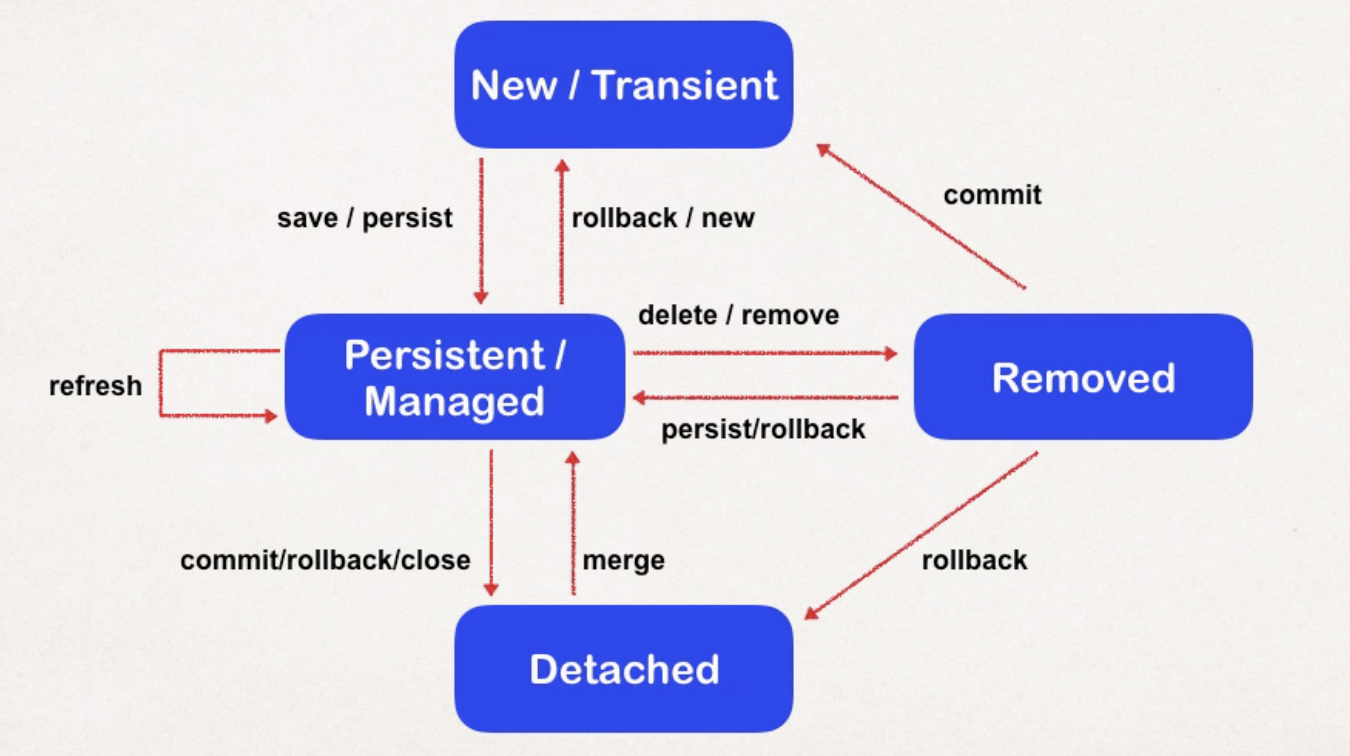 New / Transient
commit
save / persist
rollback / new
delete / remove
Persistent /
Managed
refresh
Removed
persist/rollback
commit/rollback/close
merge
rollback
Detached